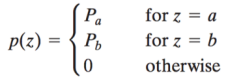 P_a for z = a
p(z) = { P_b for z = b
0 otherwise